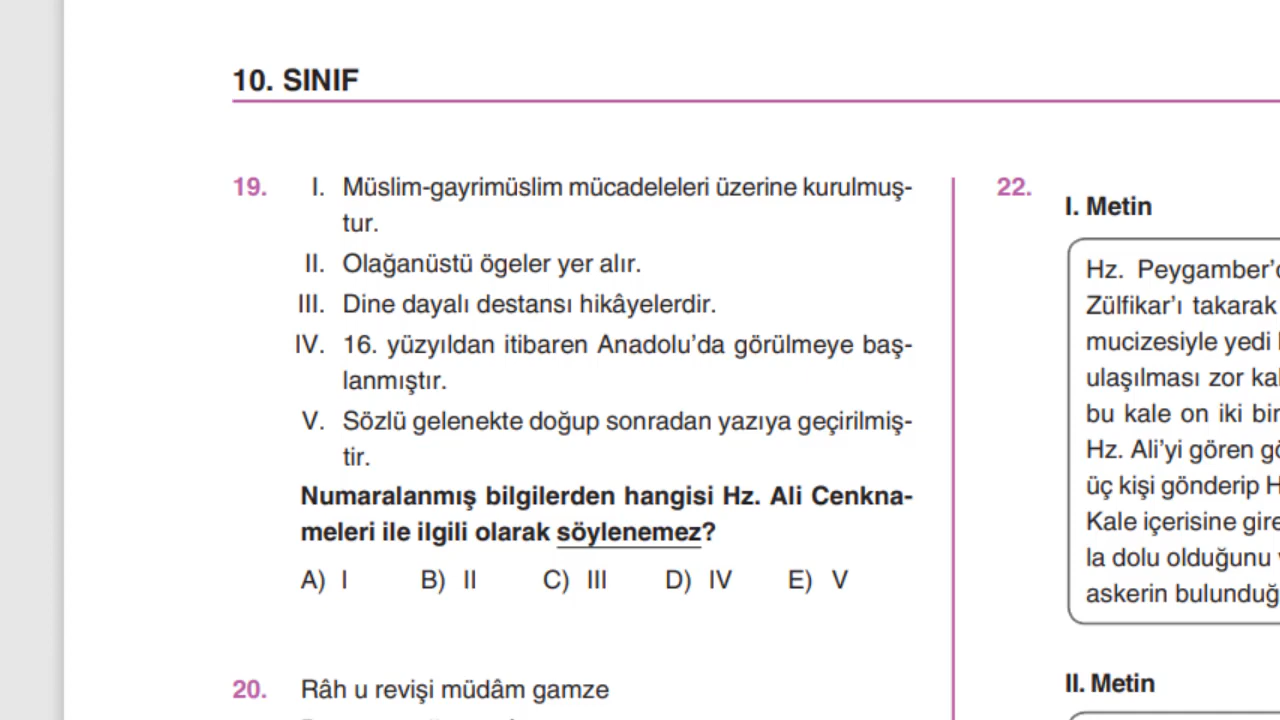 10. SINIF
19. I. Müslim-gayrimüslim mücadeleleri üzerine kurulmuş-
tur.
II. Olağanüstü ögeler yer alır.
III. Dine dayalı destansı hikâyelerdir.
IV. 16. yüzyıldan itibaren Anadolu’da görülmeye baş-
lanmıştır.
V. Sözlü gelenekte doğup sonradan yazıya geçirilmiş-
tir.
Numaralanmış bilgilerden hangisi Hz. Ali Cenkna-
meleri ile ilgili olarak söylenemez?
A) I B) II C) III D) IV E) V
20. Râh u revişi müdâm gamze
22.
I. Metin
Hz. Peygamber’
Zülfikar’ı takarak
mucizesiyle yedi
ulaşılması zor
bu kale on iki
Hz. Ali’yi gören
üç kişi gönderip
Kale içerisine
la dolu olduğunu
askerin
II. Metin